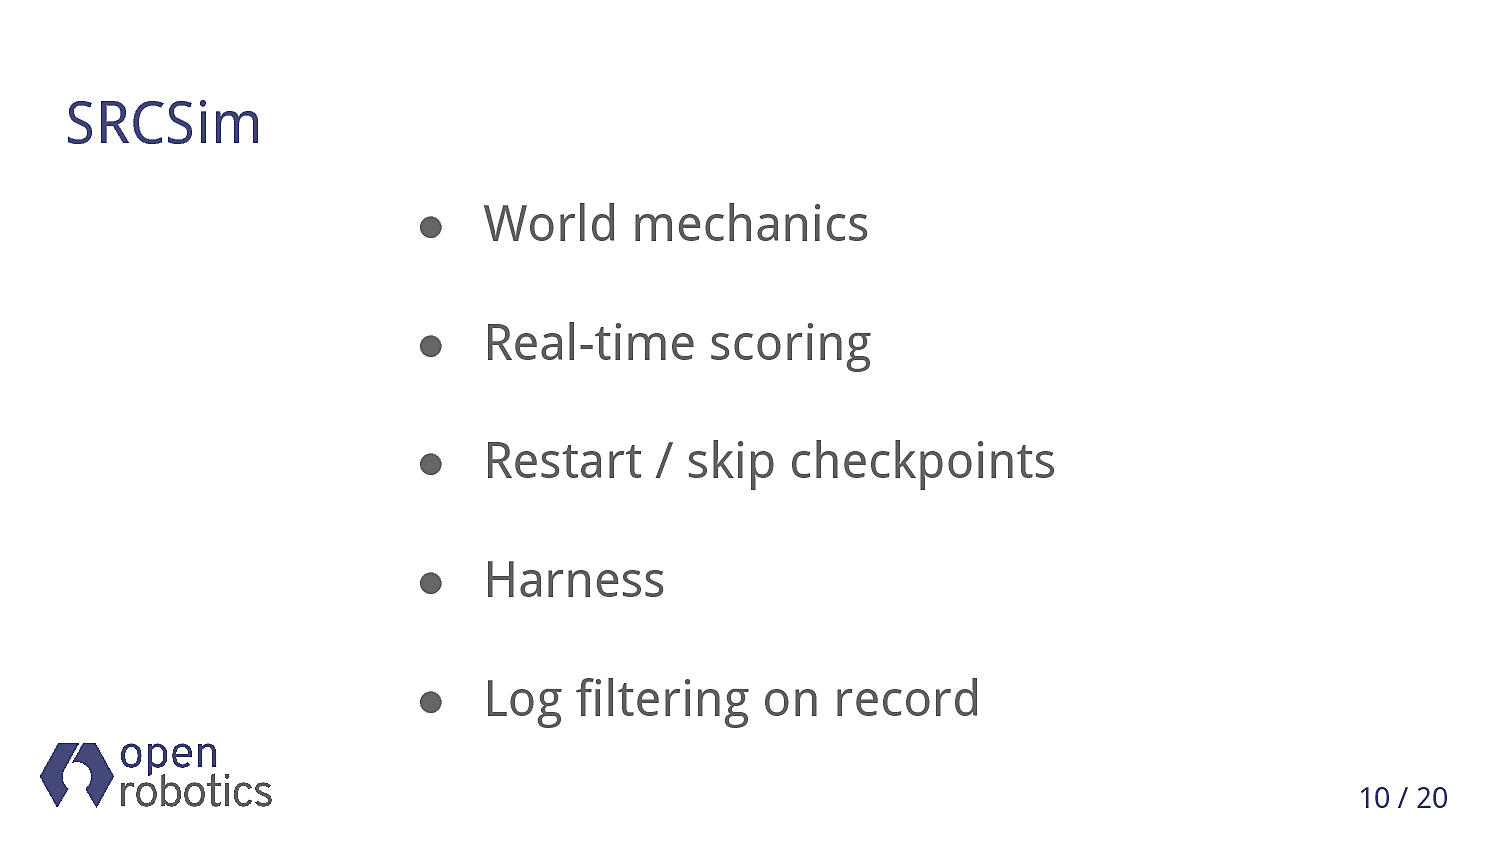 SRCSim
● World mechanics
● Real-time scoring
● Restart / skip checkpoints
● Harness
● Log filtering on record
open
robotics
10 / 20